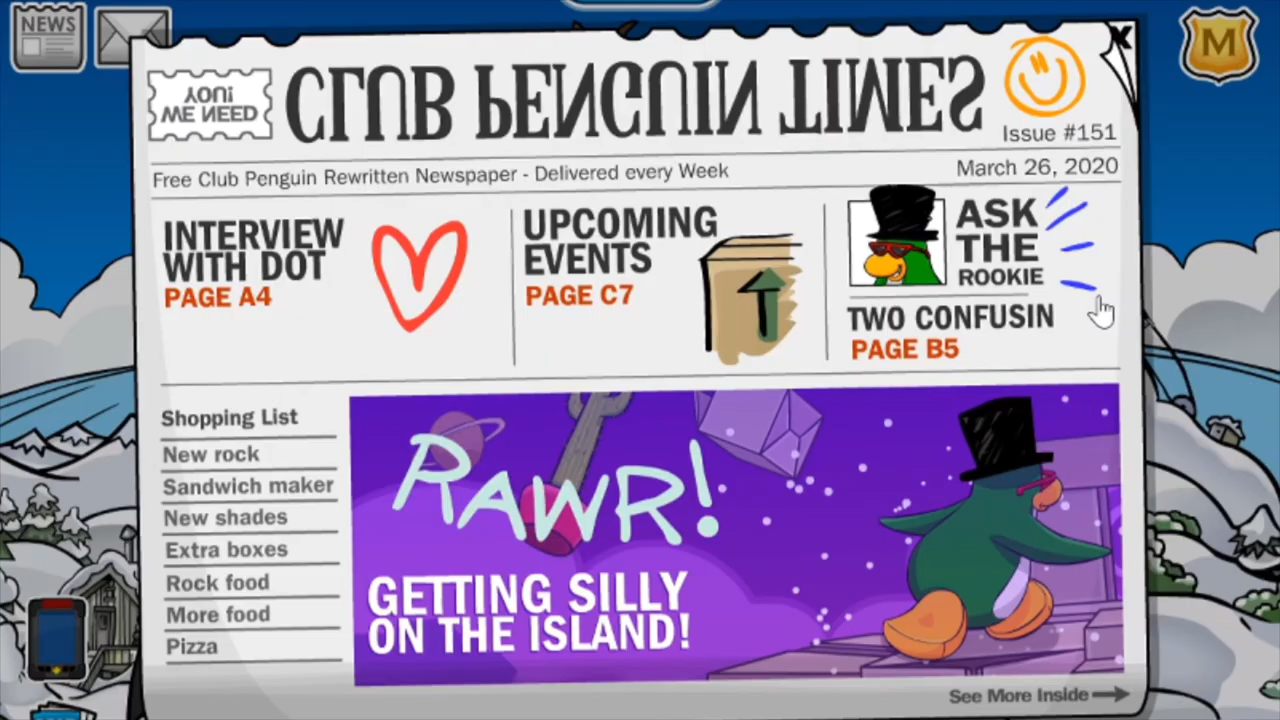 NEWS
M
WE NEED
YOU!
CLUB PENGUIN TIMES
Issue #151
Free Club Penguin Rewritten Newspaper - Delivered every Week
March 26, 2020
INTERVIEW
WITH DOT
PAGE A4
UPCOMING
EVENTS
PAGE C7
ASK
THE
ROOKIE
TWO CONFUSIN
PAGE B5
Shopping List
New rock
Sandwich maker
New shades
Extra boxes
Rock food
More food
Pizza
RAWR!
GETTING SILLY
ON THE ISLAND!
See More Inside